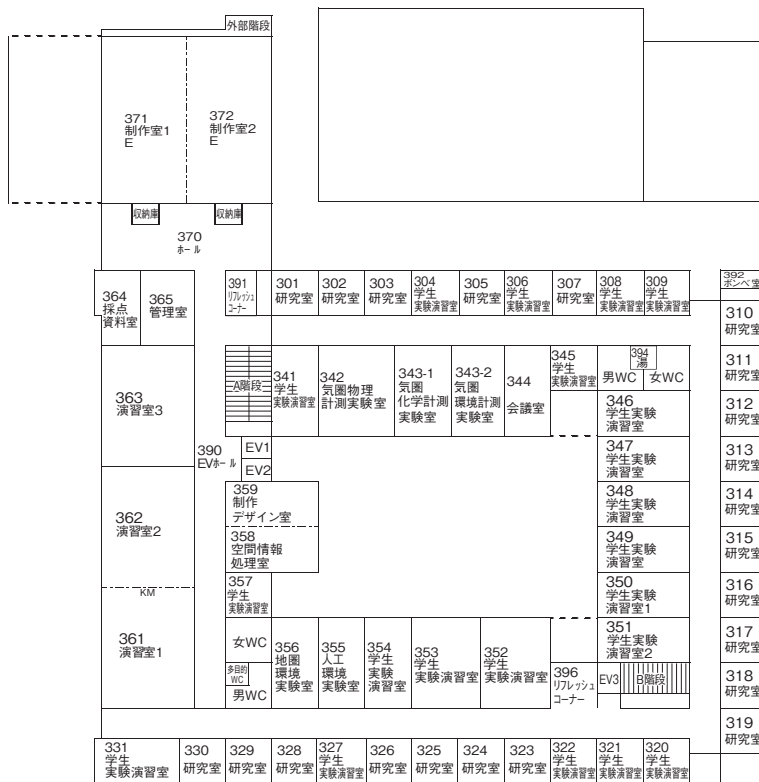 外部階段
371
制作室1
E
372
制作室2
E
収納庫
収納庫
370
ホール
364
採点
資料室
365
管理室
391
リフレッシュ
コーナー
301
研究室
302
研究室
303
研究室
304
学生
実験演習室
305
研究室
306
学生
実験演習室
307
研究室
308
学生
実験演習室
309
学生
実験演習室
392
ボンベ室
310
研究室
311
研究室
312
研究室
313
研究室
314
研究室
315
研究室
316
研究室
317
研究室
318
研究室
319
研究室
A階段
341
学生
実験演習室
342
気圏物理
計測実験室
343-1
気圏
化学計測
実験室
343-2
気圏
環境計測
実験室
344
会議室
345
学生
実験演習室
394
湯
男WC
女WC
346
学生実験
演習室
347
学生実験
演習室
348
学生実験
演習室
349
学生実験
演習室
350
学生実験
演習室1
351
学生実験
演習室2
363
演習室3
390
EVホール
EV1
EV2
359
制作
デザイン室
358
空間情報
処理室
357
学生
実験演習室
362
演習室2
KM
361
演習室1
女WC
多目的
WC
男WC
356
地圏
環境
実験室
355
人工
環境
実験室
354
学生
実験
演習室
353
学生
実験演習室
352
学生
実験演習室
396
リフレッシュ
コーナー
EV3
B階段
331
学生
実験演習室
330
研究室
329
研究室
328
研究室
327
学生
実験演習室
326
研究室
325
研究室
324
研究室
323
研究室
322
学生
実験演習室
321
学生
実験演習室
320
学生
実験演習室